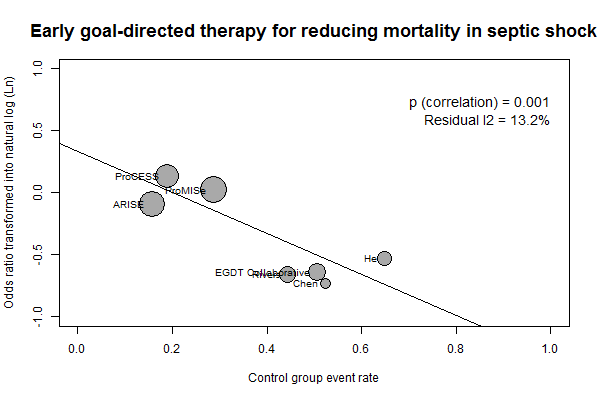 Early goal-directed therapy for reducing mortality in septic shock
p (correlation) = 0.001
Residual I2 = 13.2%
Odds ratio transformed into natural log (Ln)
1.0
0.5
0.0
-0.5
-1.0
ProCESS
ProMISe
ARISE
He
EGDT Collaborative
Rivers
Chen
0.0 0.2 0.4 0.6 0.8 1.0
Control group event rate